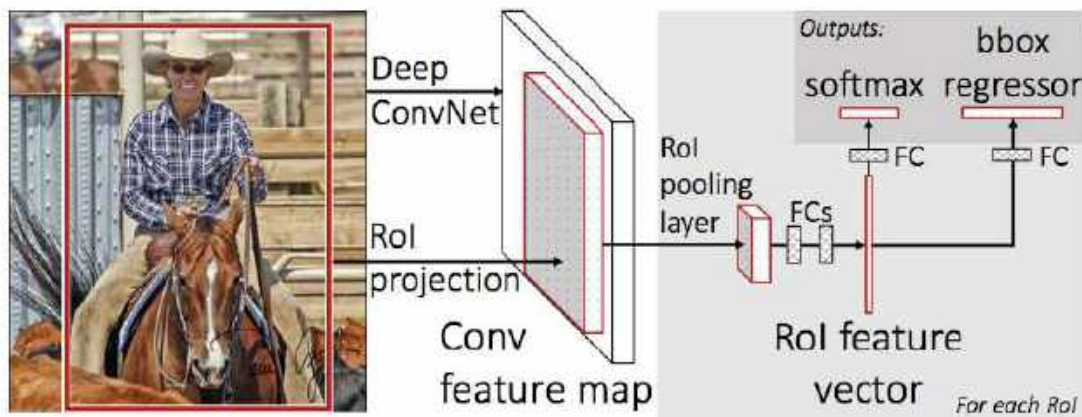 Deep
ConvNet
RoI
projection
Conv
feature map
RoI
pooling
layer
FCs
RoI feature
vector
Outputs:
softmax
bbox
regressor
FC
FC
For each RoI